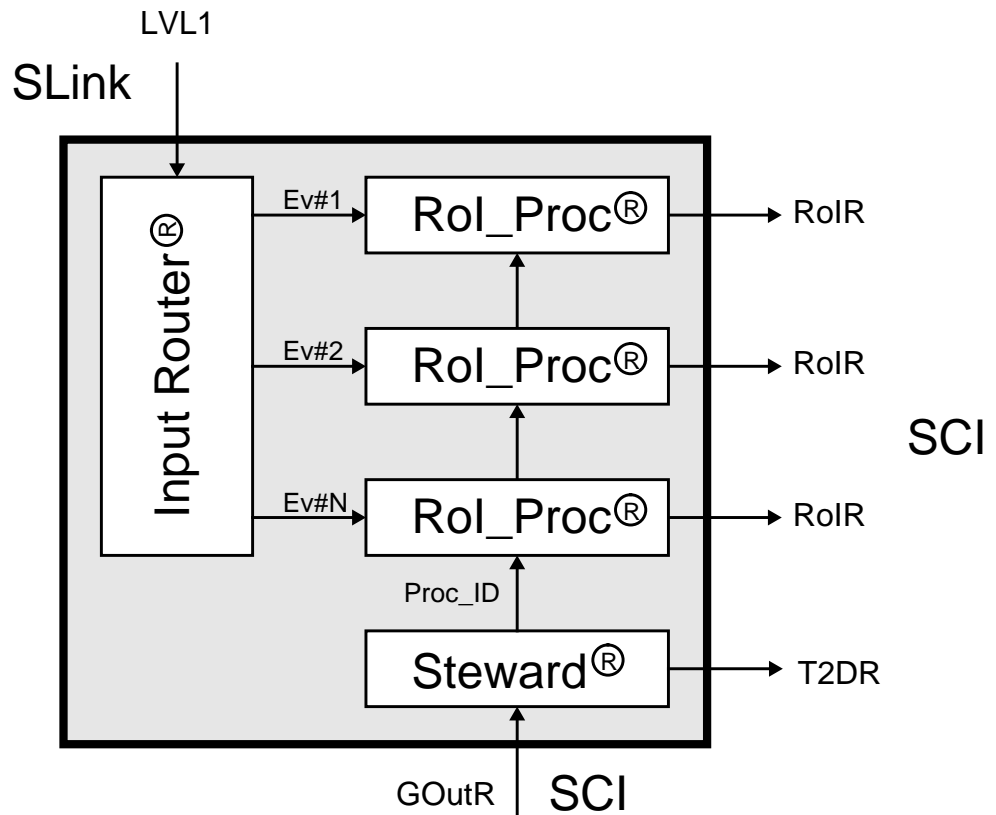 LVL1
SLink
Ev#1
RoI_Proc®
RoIR
Input Router®
Ev#2
RoI_Proc®
RoIR
SCI
Ev#N
RoI_Proc®
RoIR
Proc_ID
Steward®
T2DR
GOutR
SCI